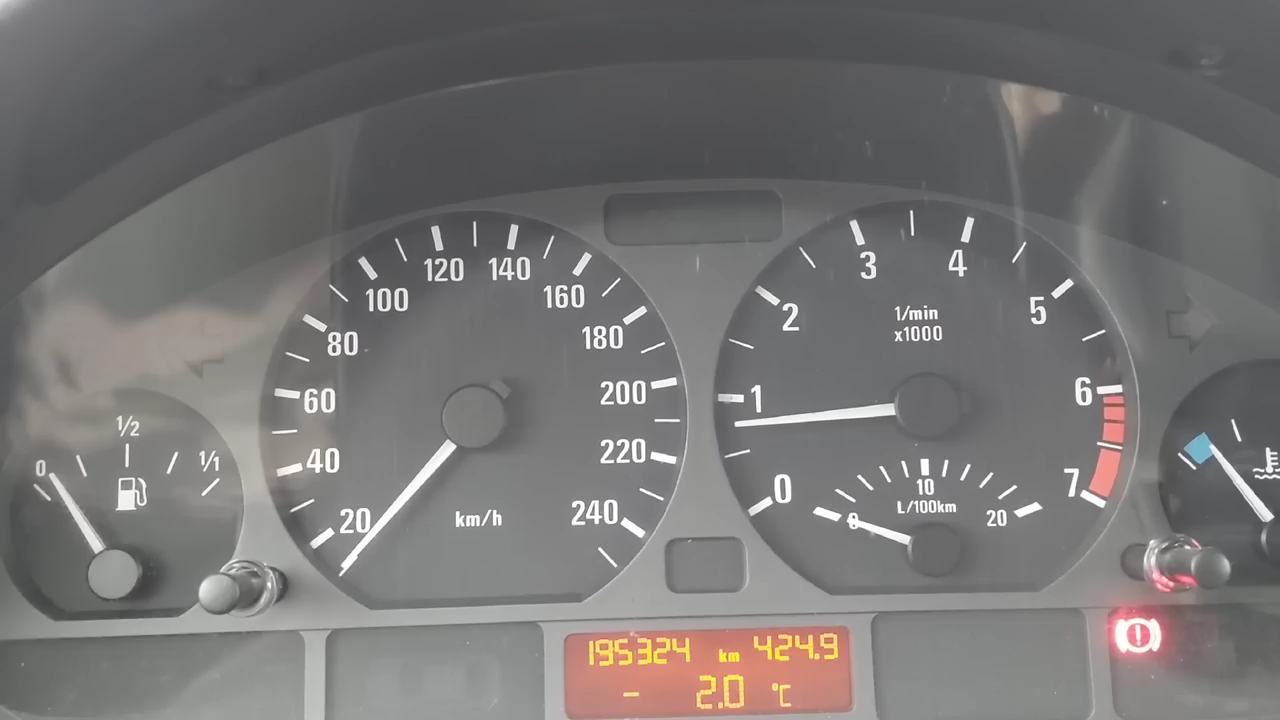 0 1/2 1/1
20 40 60 80 100 120 140 160 180 200 220 240
km/h
0 1 2 3 4 5 6 7
1/min
x1000
0 10 20
L/100km
195324 km 424.9
- 2.0 °C